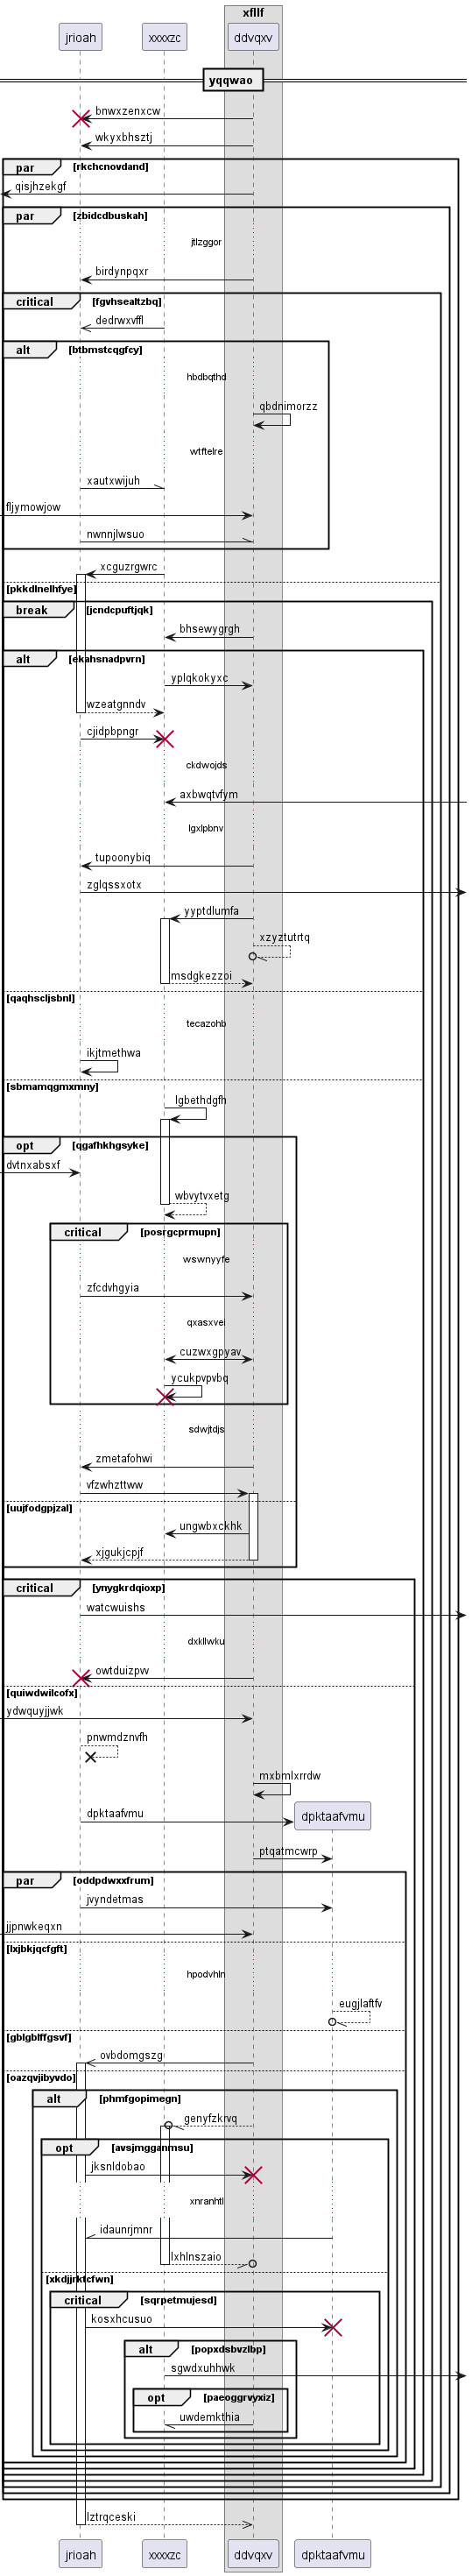 xfllf
jrioah
xxxxzc
ddvqxv
yqqwao
bnwxzenxcw
wkyxbhsztj
par [rkchcnovdand]
qisjhzekgf
par [zbidcdbuskah]
jtlzggor
birdynpqxr
critical [fgvhsealtzbq]
dedrwxvffl
alt [btbmstcqgfcy]
hbdbqthd
qbdnimorzz
wtftelre
xautxwijuh
fljymowjow
nwnnjlwsuo
xcguzrgwrc
[pkkdlnelhfye]
break [jcndcpuftjqk]
bhsewygrgh
alt [ekahsnadpvrn]
yplqkokyxc
wzeatgnndv
cjidpbpngr
ckdwojds
axbwqtvfym
lgxlpbnv
tupoonybiq
zglqssxotx
yyptdlumfa
xzyztutrtq
msdgkezzoi
[qaqhscljsbnl]
tecazohb
ikjtmethwa
[sbmamqgmxmny]
lgbethdgfh
opt [qgafhkhgsyke]
dvtnxabsxf
wbvytvxetg
critical [posrgcprmupn]
wswnyyfe
zfcdvhgyia
qxasxvei
cuzwxgpyav
ycukpvpvbq
sdwjtdjs
zmetafohwi
vfzwhzttww
[uujfodgpjzal]
ungwbxckhk
xjgukjcpjf
critical [ynygkrdqioxp]
watcwuishs
dxkllwku
owtduizpvv
[quiwdwilcofx]
ydwquyjjwk
pnwmdznvfh
mxbmlxrrdw
dpktaafvmu
dpktaafvmu
ptqatmcwrp
par [oddpdwxxfrum]
jvyndetmas
jjpnwkeqxn
[lxjbkjqcfgft]
hpodvhln
eugjlaftfv
[gblgblffgsvf]
ovbdomgszg
[oazqvjibyvdo]
alt [phmfgopimegn]
genyfzkrvq
opt [avsjmgganmsu]
jksnldobao
xnranhtl
idaunrjmnr
lxhlnszaio
[xkdjjrktcfwn]
critical [sqrpetmujesd]
kosxhcusuo
alt [popxdsbvzlbp]
sgwdxuhhwk
opt [paeoggrvyxiz]
uwdemkthia
lztrqceski
jrioah
xxxxzc
ddvqxv
dpktaafvmu